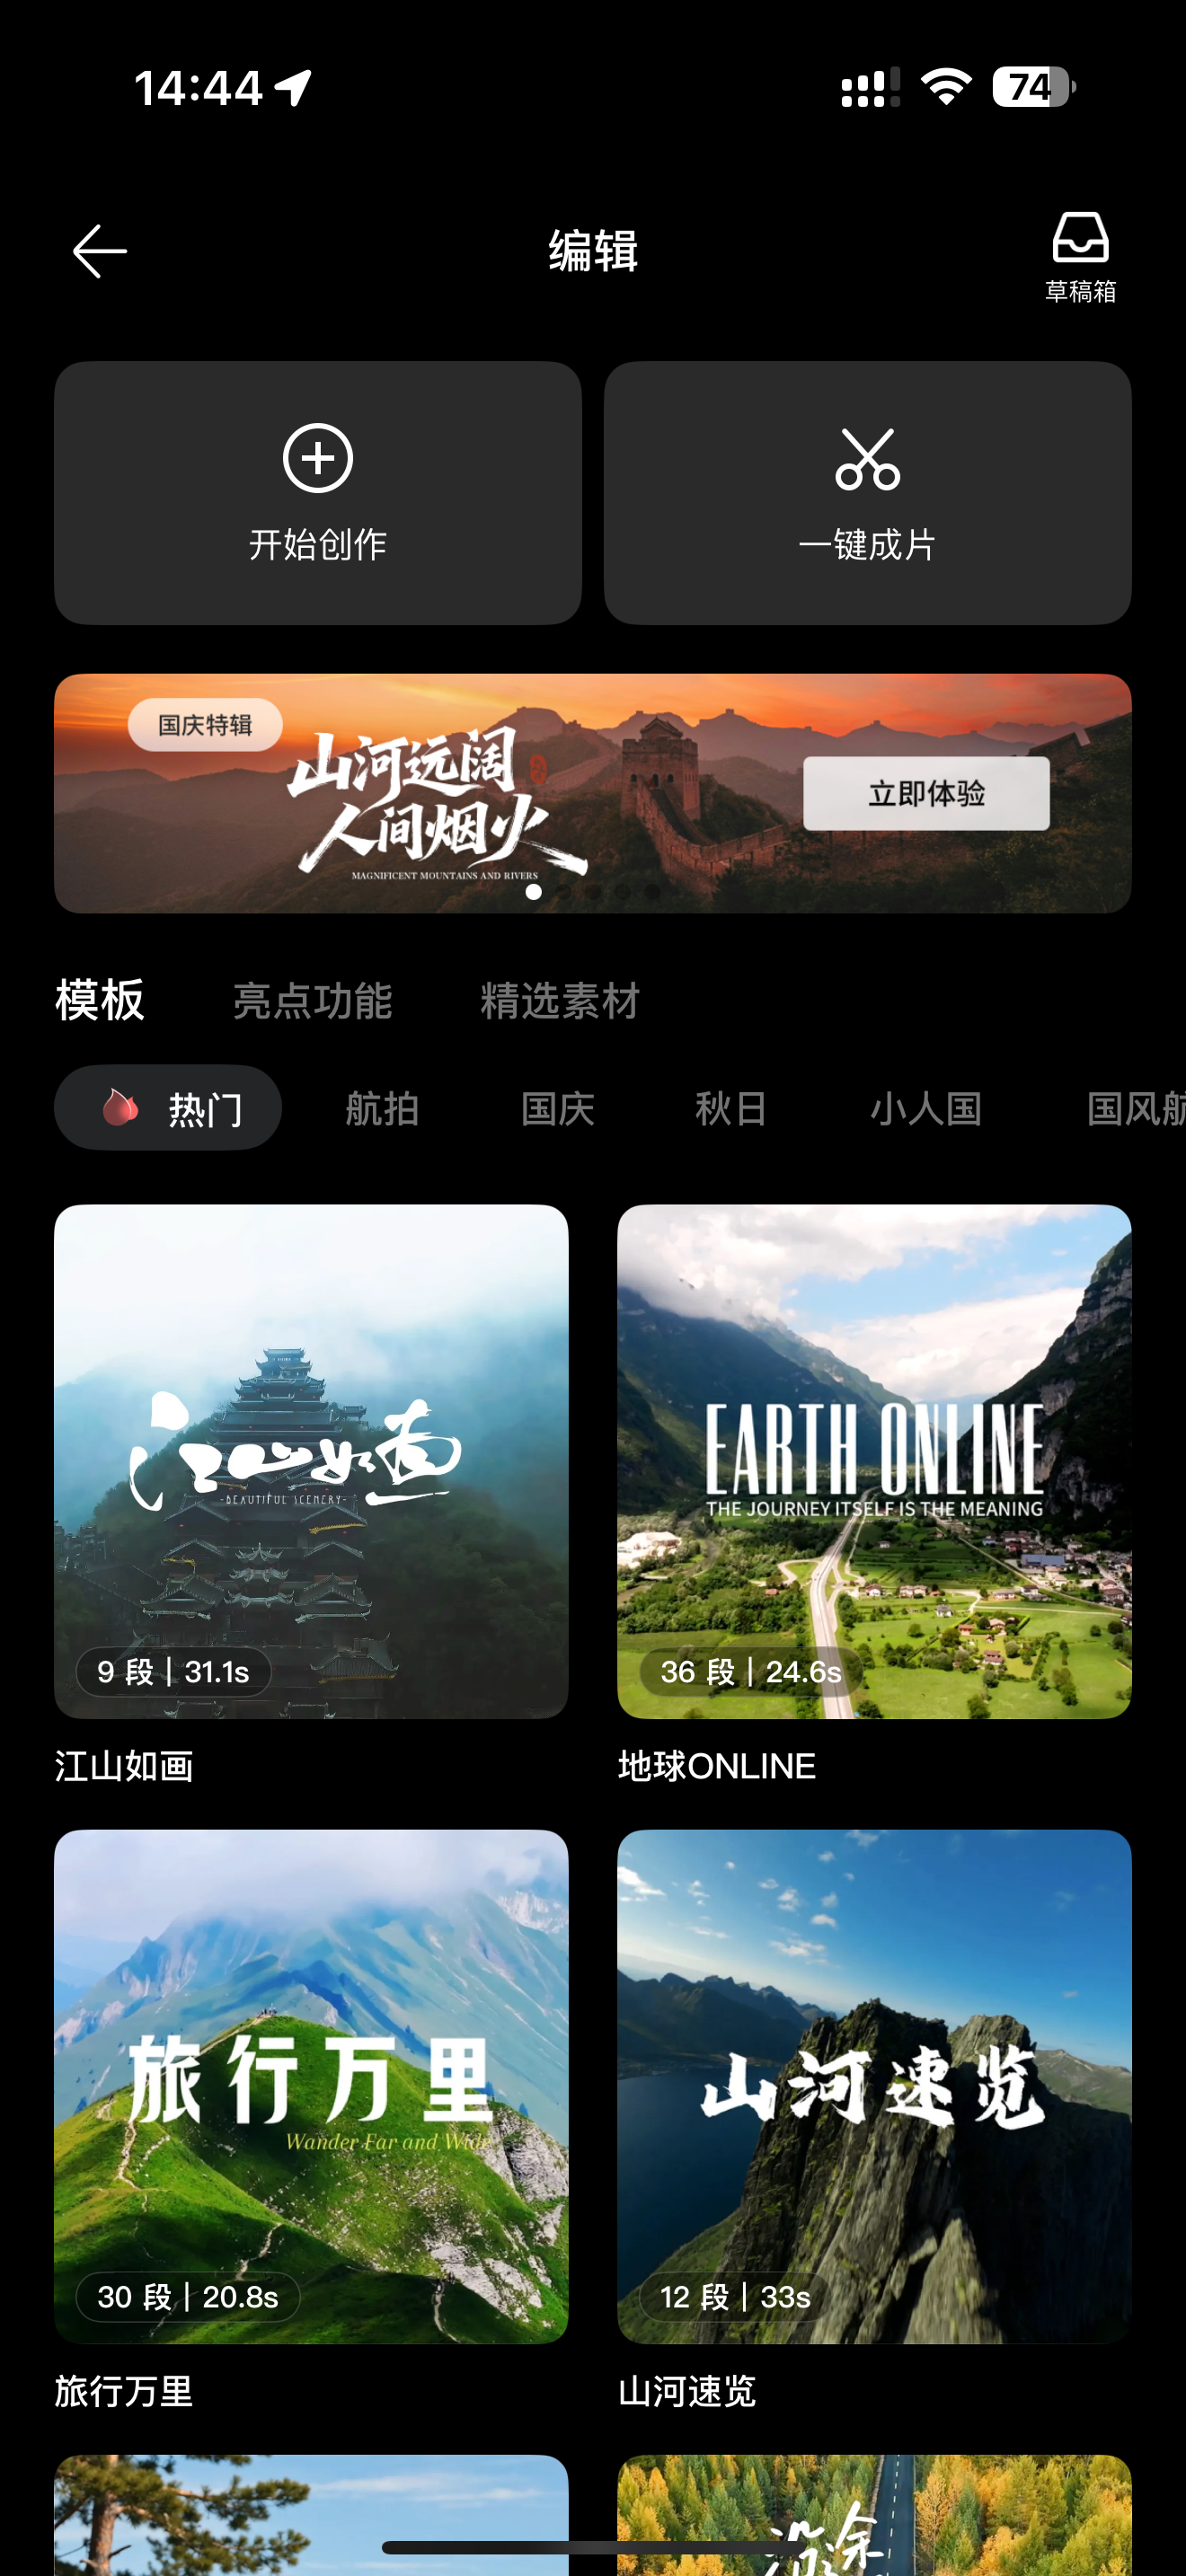 14:44
74
编辑
草稿箱
开始创作
一键成片
国庆特辑
山河远阔
人间烟火
MAGNIFICENT MOUNTAINS AND RIVERS
立即体验
模板 亮点功能 精选素材
热门 航拍 国庆 秋日 小人国 国风航
江山如画
-BEAUTIFUL SCENERY-
9 段 | 31.1s
江山如画
EARTH ONLINE
THE JOURNEY ITSELF IS THE MEANING
36 段 | 24.6s
地球ONLINE
旅行万里
Wander Far and Wide
30 段 | 20.8s
旅行万里
山河速览
12 段 | 33s
山河速览